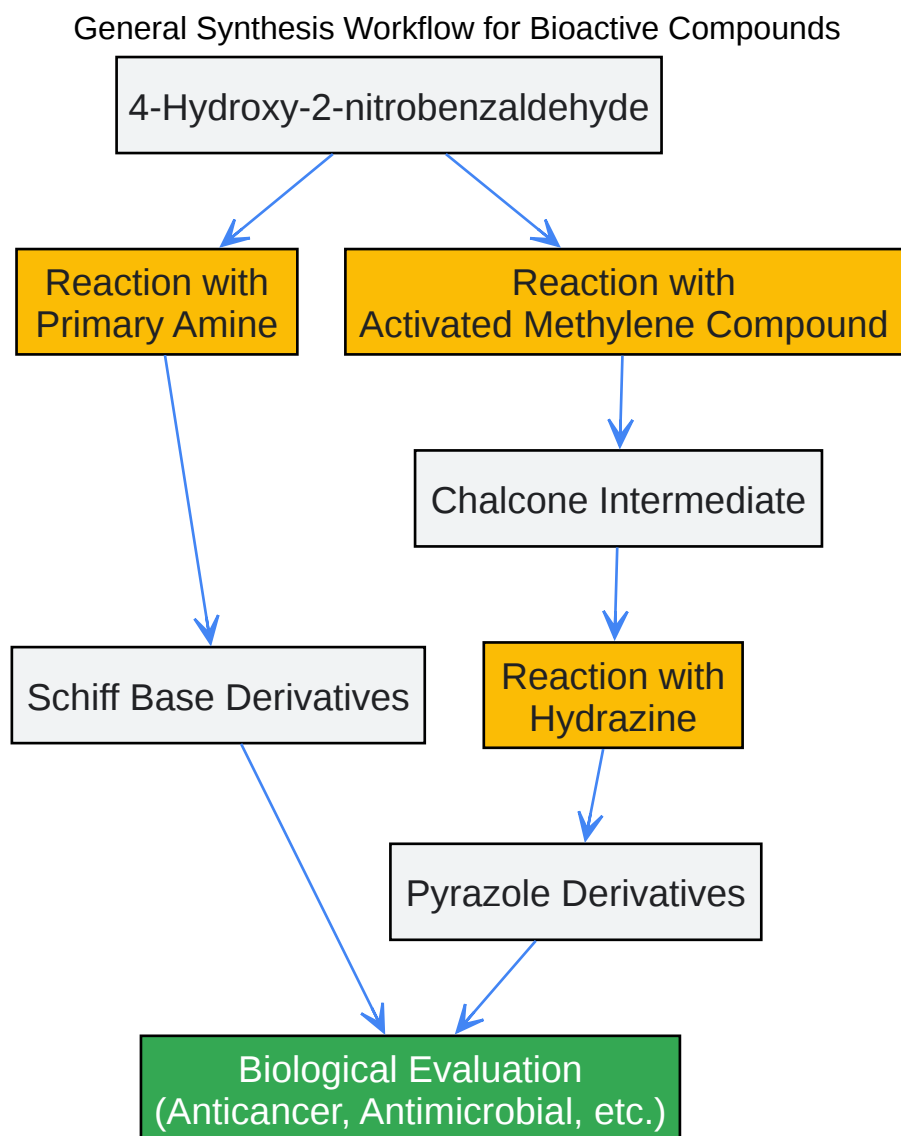 General Synthesis Workflow for Bioactive Compounds
4-Hydroxy-2-nitrobenzaldehyde
Reaction with
Primary Amine
Reaction with
Activated Methylene Compound
Chalcone Intermediate
Schiff Base Derivatives
Reaction with
Hydrazine
Pyrazole Derivatives
Biological Evaluation
(Anticancer, Antimicrobial, etc.)